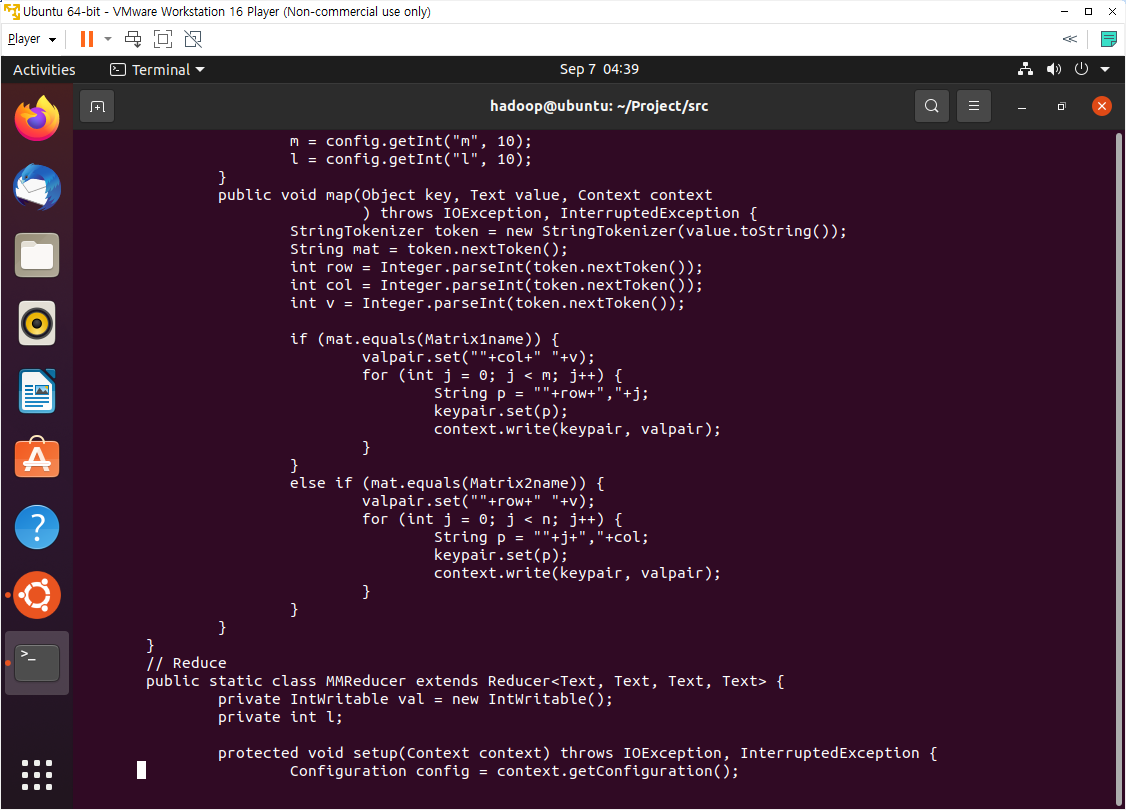 Ubuntu 64-bit - VMware Workstation 16 Player (Non-commercial use only)
Player
Activities
Terminal
Sep 7 04:39
hadoop@ubuntu: ~/Project/src
m = config.getInt("m", 10);
l = config.getInt("l", 10);
}
public void map(Object key, Text value, Context context
) throws IOException, InterruptedException {
StringTokenizer token = new StringTokenizer(value.toString());
String mat = token.nextToken();
int row = Integer.parseInt(token.nextToken());
int col = Integer.parseInt(token.nextToken());
int v = Integer.parseInt(token.nextToken());
if (mat.equals(Matrix1name)) {
valpair.set(""+col+" "+v);
for (int j = 0; j < m; j++) {
String p = ""+row+","+j;
keypair.set(p);
context.write(keypair, valpair);
}
}
else if (mat.equals(Matrix2name)) {
valpair.set(""+row+" "+v);
for (int j = 0; j < n; j++) {
String p = ""+j+","+col;
keypair.set(p);
context.write(keypair, valpair);
}
}
}
}
// Reduce
public static class MMReducer extends Reducer<Text, Text, Text, Text> {
private IntWritable val = new IntWritable();
private int l;
protected void setup(Context context) throws IOException, InterruptedException {
Configuration config = context.getConfiguration();